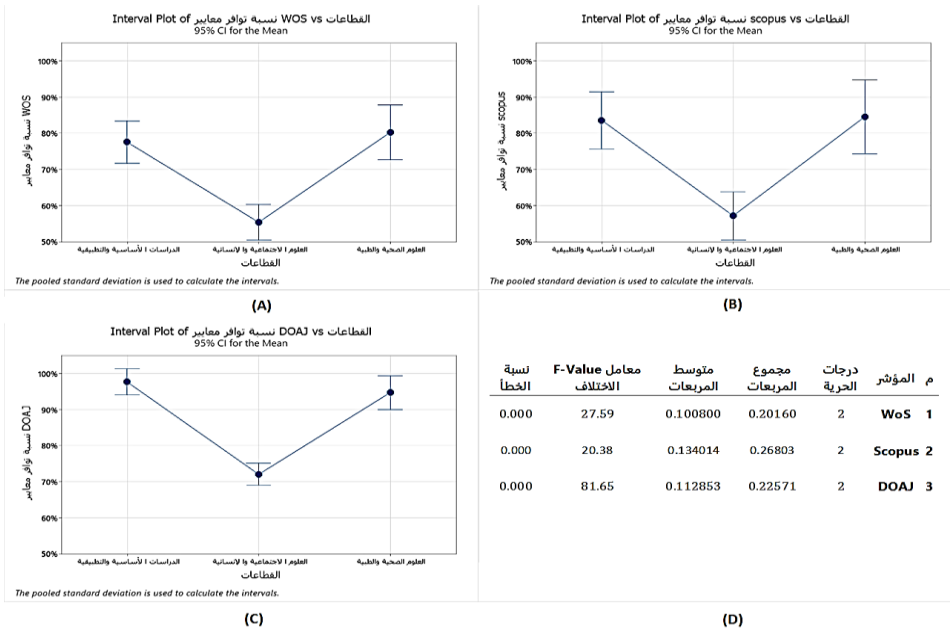 Interval Plot of نسبة توافر معايير WOS vs القطاعات
95% CI for the Mean
نسبة توافر معايير WOS
100%
90%
80%
70%
60%
50%
الدراسات الأساسية والتطبيقية
العلوم الاجتماعية والإنسانية
العلوم الصحية والطبية
القطاعات
The pooled standard deviation is used to calculate the intervals.
(A)
Interval Plot of نسبة توافر معايير scopus vs القطاعات
95% CI for the Mean
نسبة توافر معايير scopus
100%
90%
80%
70%
60%
50%
الدراسات الأساسية والتطبيقية
العلوم الاجتماعية والإنسانية
العلوم الصحية والطبية
القطاعات
The pooled standard deviation is used to calculate the intervals.
(B)
Interval Plot of نسبة توافر معايير DOAJ vs القطاعات
95% CI for the Mean
نسبة توافر معايير DOAJ
100%
90%
80%
70%
60%
50%
الدراسات الأساسية والتطبيقية
العلوم الاجتماعية والإنسانية
العلوم الصحية والطبية
القطاعات
The pooled standard deviation is used to calculate the intervals.
(C)
م المؤشر درجات الحرية مجموع المربعات متوسط المربعات F-Value معامل الاختلاف نسبة الخطأ
1 WoS 2 0.20160 0.100800 27.59 0.000
2 Scopus 2 0.26803 0.134014 20.38 0.000
3 DOAJ 2 0.22571 0.112853 81.65 0.000
(D)